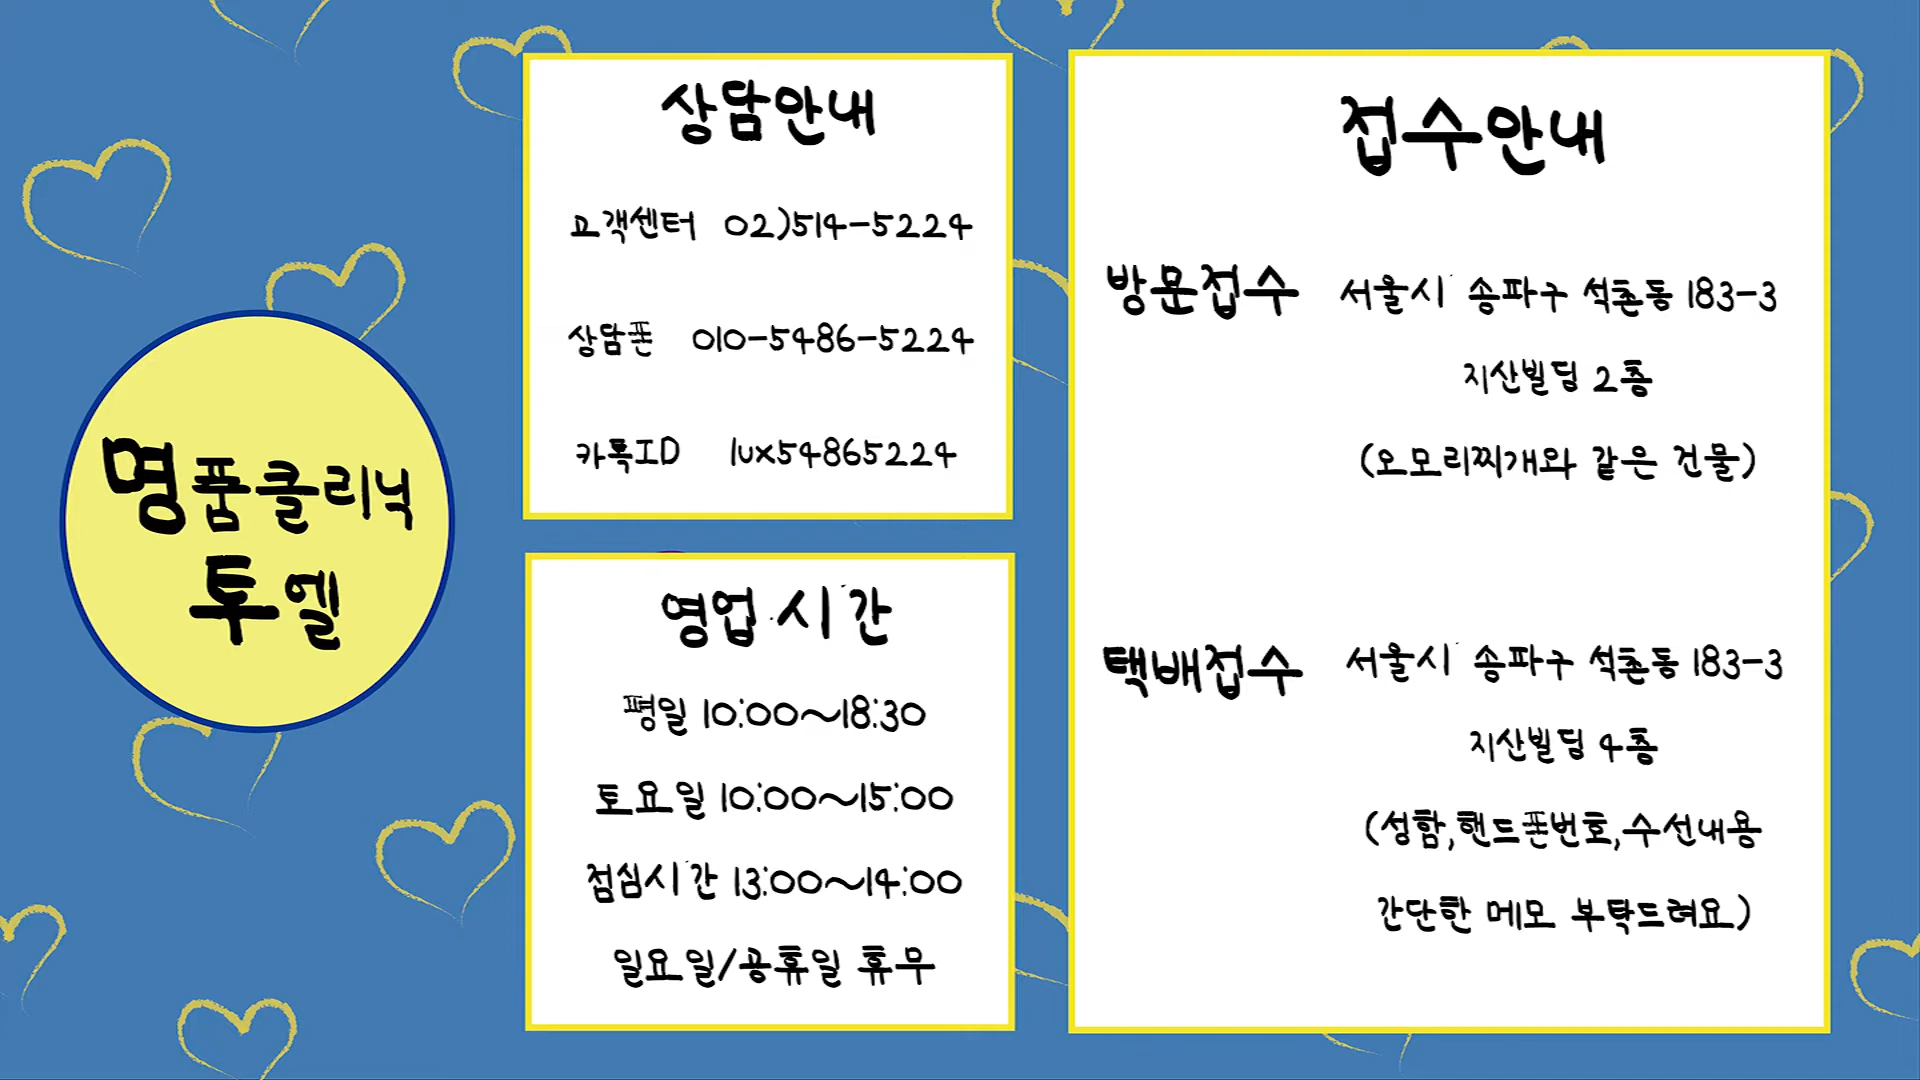 명품클리닉
투엘
상담안내
고객센터 02)514-5224
상담폰 010-5486-5224
카톡ID lux54865224
영업시간
평일 10:00~18:30
토요일 10:00~15:00
점심시간 13:00~14:00
일요일/공휴일 휴무
접수안내
방문접수 서울시 송파구 석촌동 183-3
지산빌딩 2층
(오모리찌개와 같은 건물)
택배접수 서울시 송파구 석촌동 183-3
지산빌딩 4층
(성함,핸드폰번호,수선내용
간단한 메모 부탁드려요)